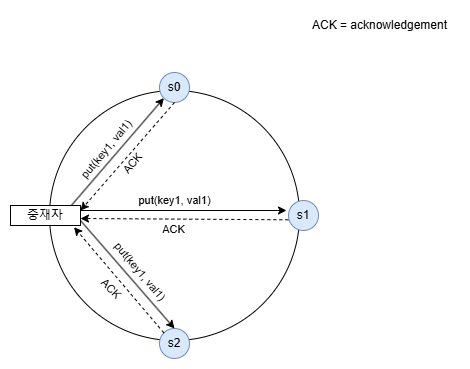 ACK = acknowledgement
s0
put(key1, val1)
ACK
put(key1, val1)
s1
중재자
ACK
put(key1, val1)
ACK
s2